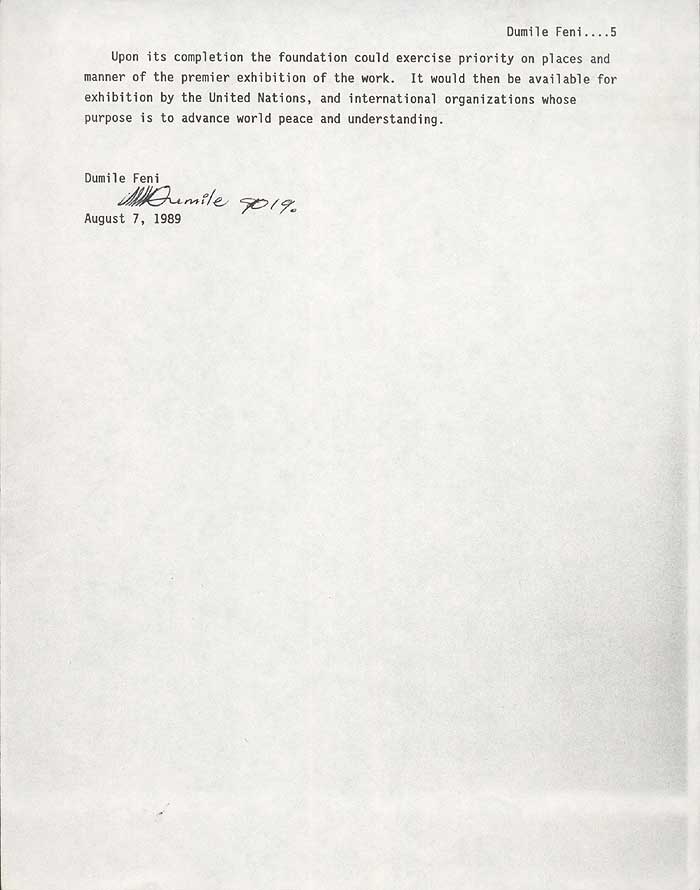 Dumile Feni....5
Upon its completion the foundation could exercise priority on places and
manner of the premier exhibition of the work.  It would then be available for
exhibition by the United Nations, and international organizations whose
purpose is to advance world peace and understanding.
Dumile Feni
Dumile
August 7, 1989